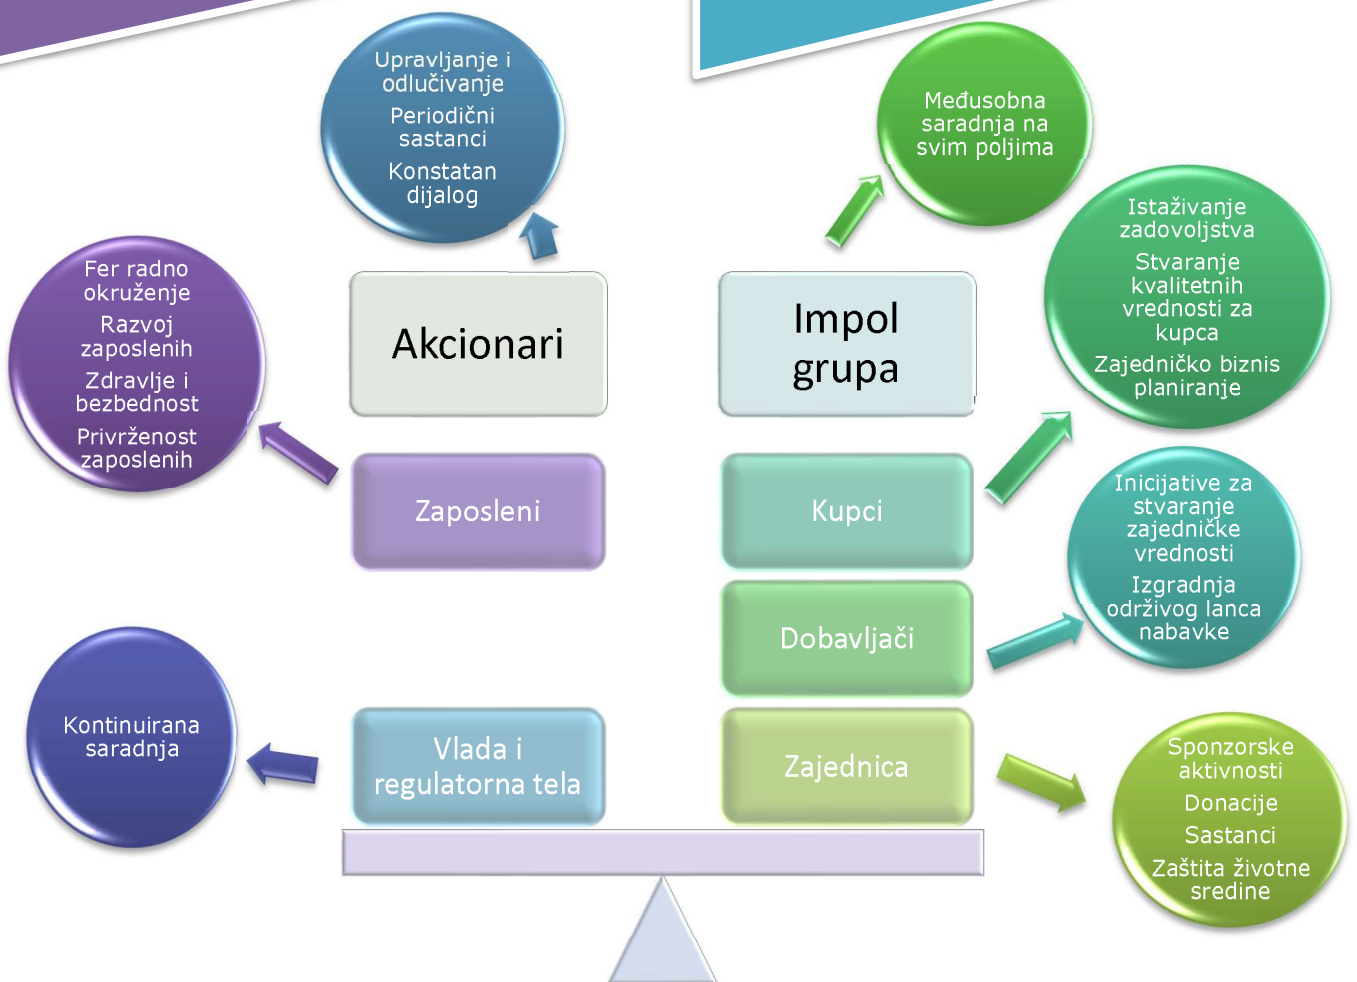 Upravljanje i
odlučivanje
Periodični
sastanci
Konstatan
dijalog
Akcionari
Fer radno
okruženje
Razvoj
zaposlenih
Zdravlje i
bezbednost
Privrženost
zaposlenih
Zaposleni
Kontinuirana
saradnja
Vlada i
regulatorna tela
Međusobna
saradnja na
svim poljima
Impol
grupa
Istaživanje
zadovoljstva
Stvaranje
kvalitetnih
vrednosti za
kupca
Zajedničko biznis
planiranje
Kupci
Inicijative za
stvaranje
zajedničke
vrednosti
Izgradnja
održivog lanca
nabavke
Dobavljači
Zajednica
Sponzorske
aktivnosti
Donacije
Sastanci
Zaštita životne
sredine